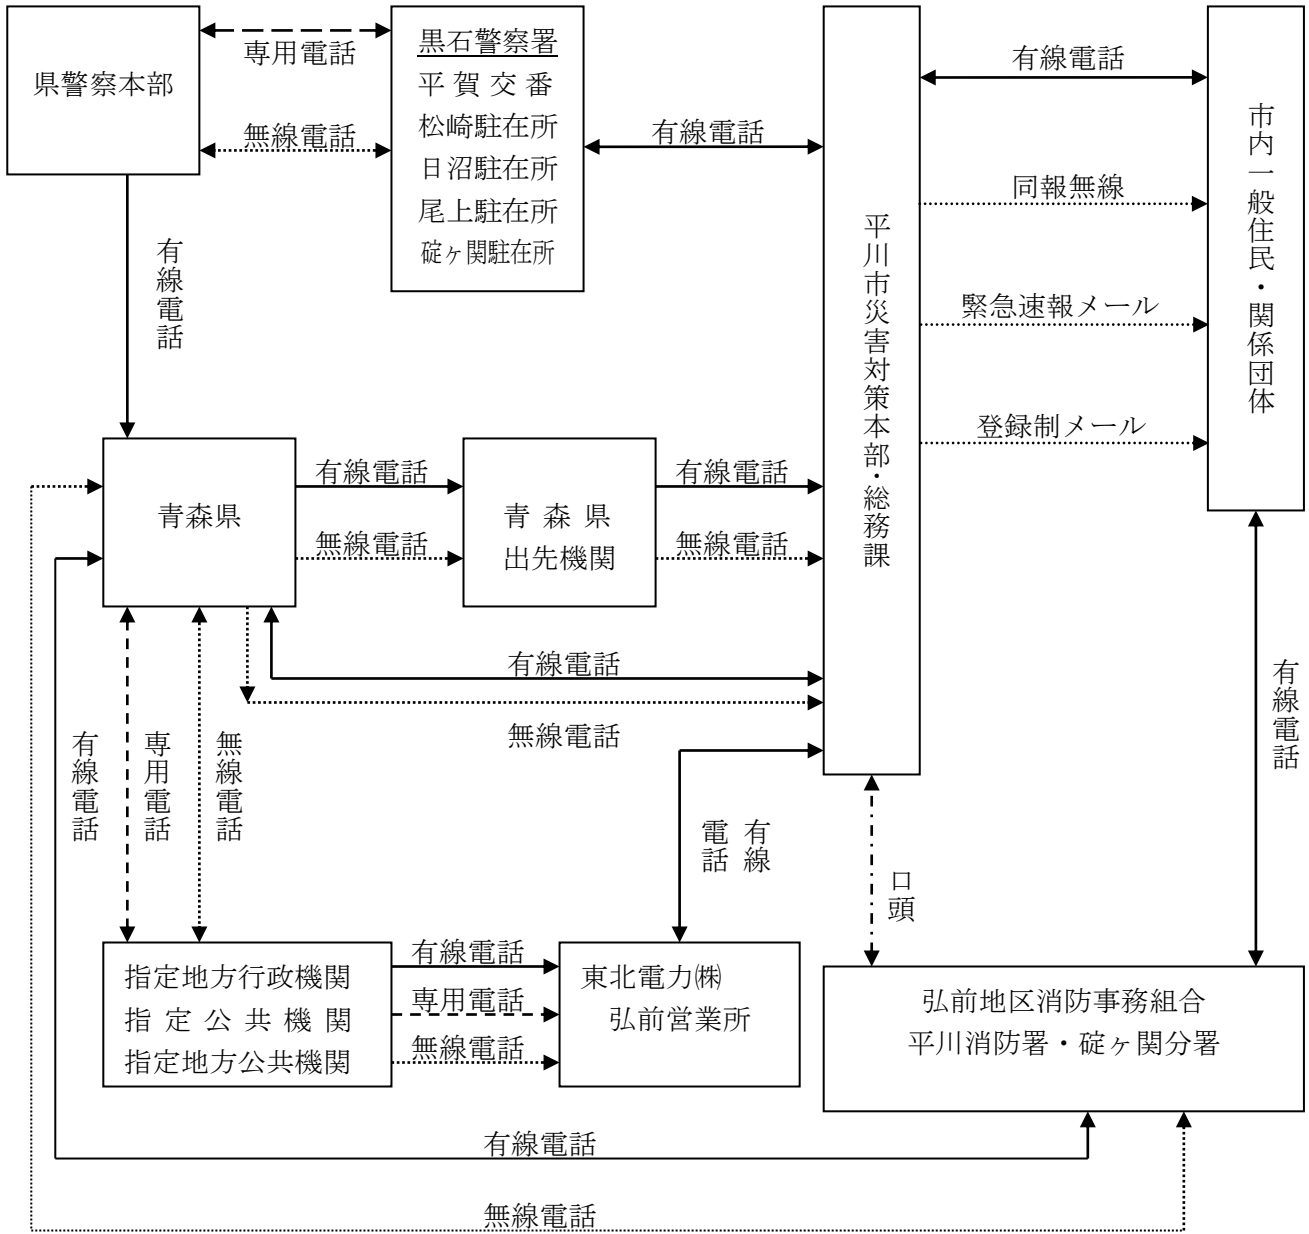 県警察本部
専用電話
無線電話
黒石警察署
平賀交番
松崎駐在所
日沼駐在所
尾上駐在所
碇ヶ関駐在所
有線電話
平川市災害対策本部・総務課
有線電話
同報無線
緊急速報メール
登録制メール
市内一般住民・関係団体
有線電話
青森県
有線電話
無線電話
青森県
出先機関
有線電話
無線電話
有線電話
無線電話
有線電話
専用電話
無線電話
有線
電話
口頭
有線電話
指定地方行政機関
指定公共機関
指定地方公共機関
有線電話
専用電話
無線電話
東北電力㈱
弘前営業所
弘前地区消防事務組合
平川消防署・碇ヶ関分署
有線電話
無線電話